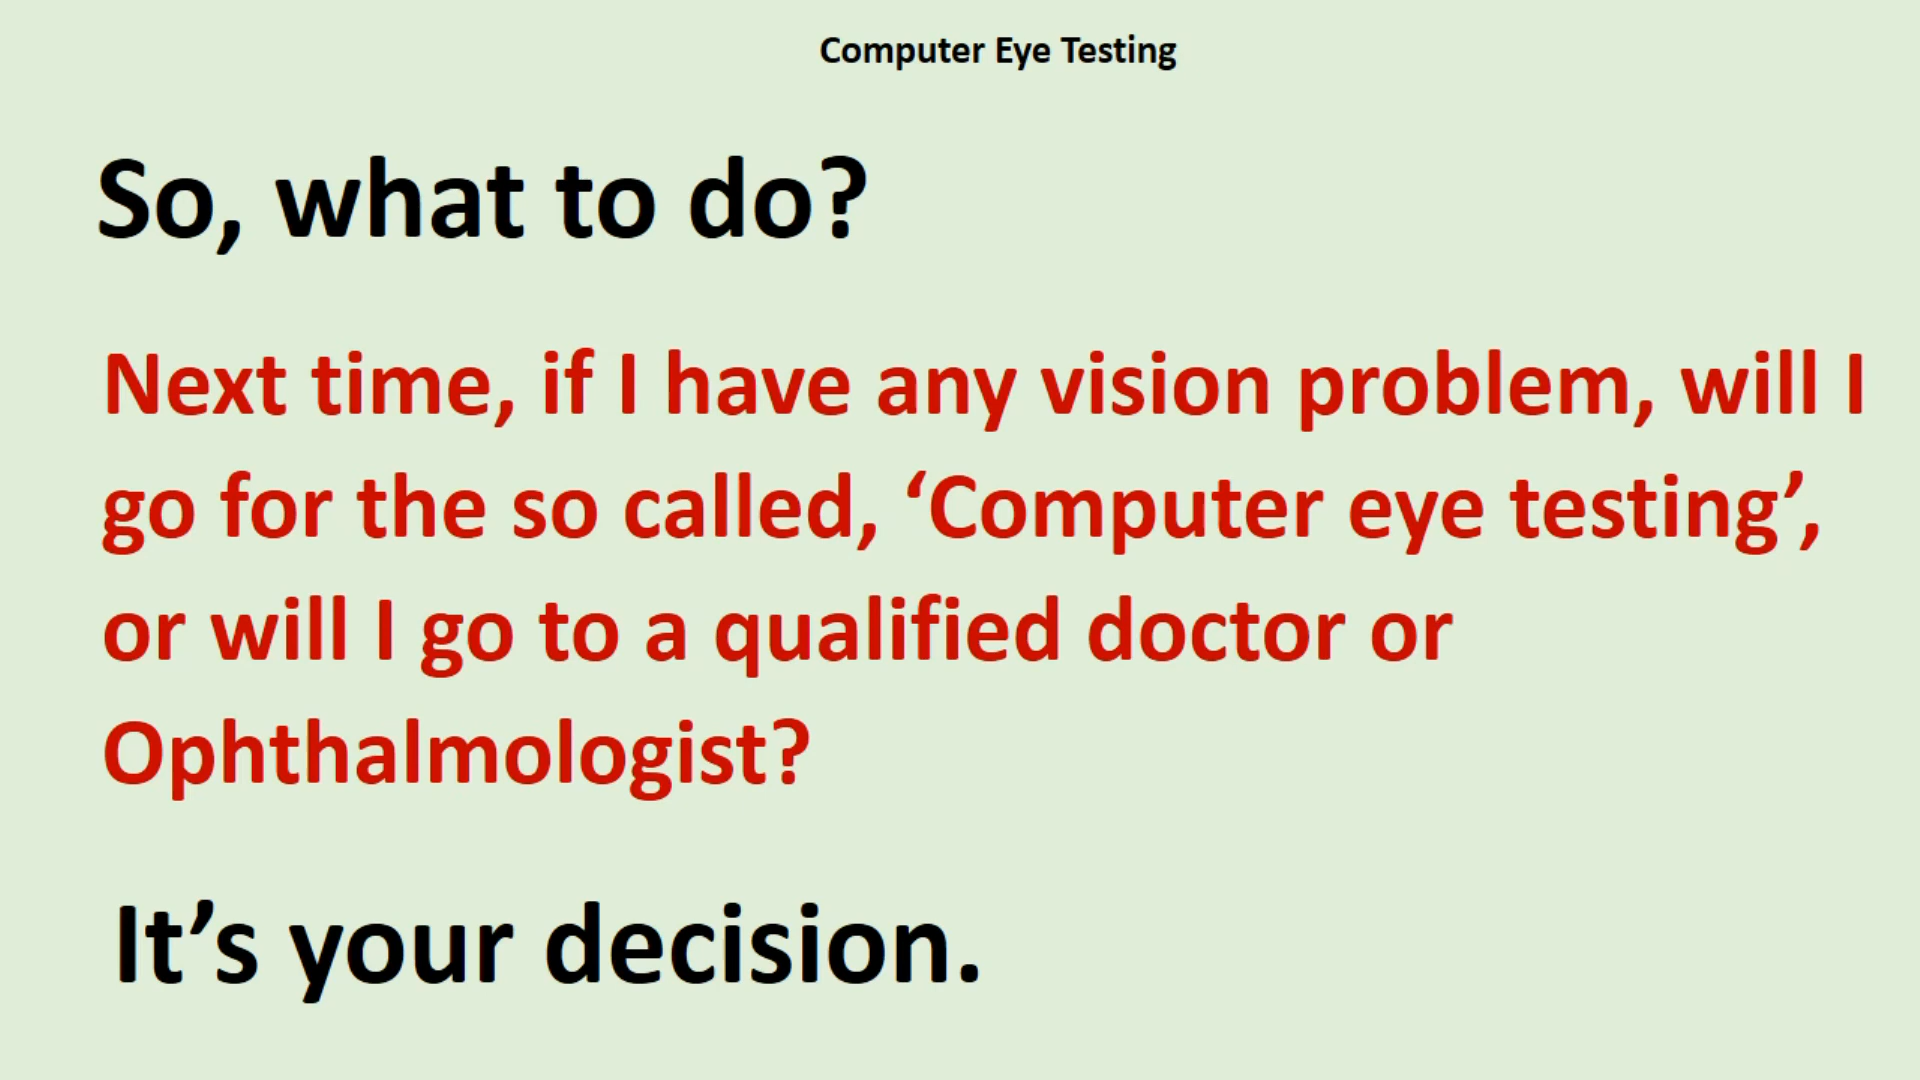 Computer Eye Testing
So, what to do?
Next time, if I have any vision problem, will I
go for the so called, ‘Computer eye testing’,
or will I go to a qualified doctor or
Ophthalmologist?
It’s your decision.